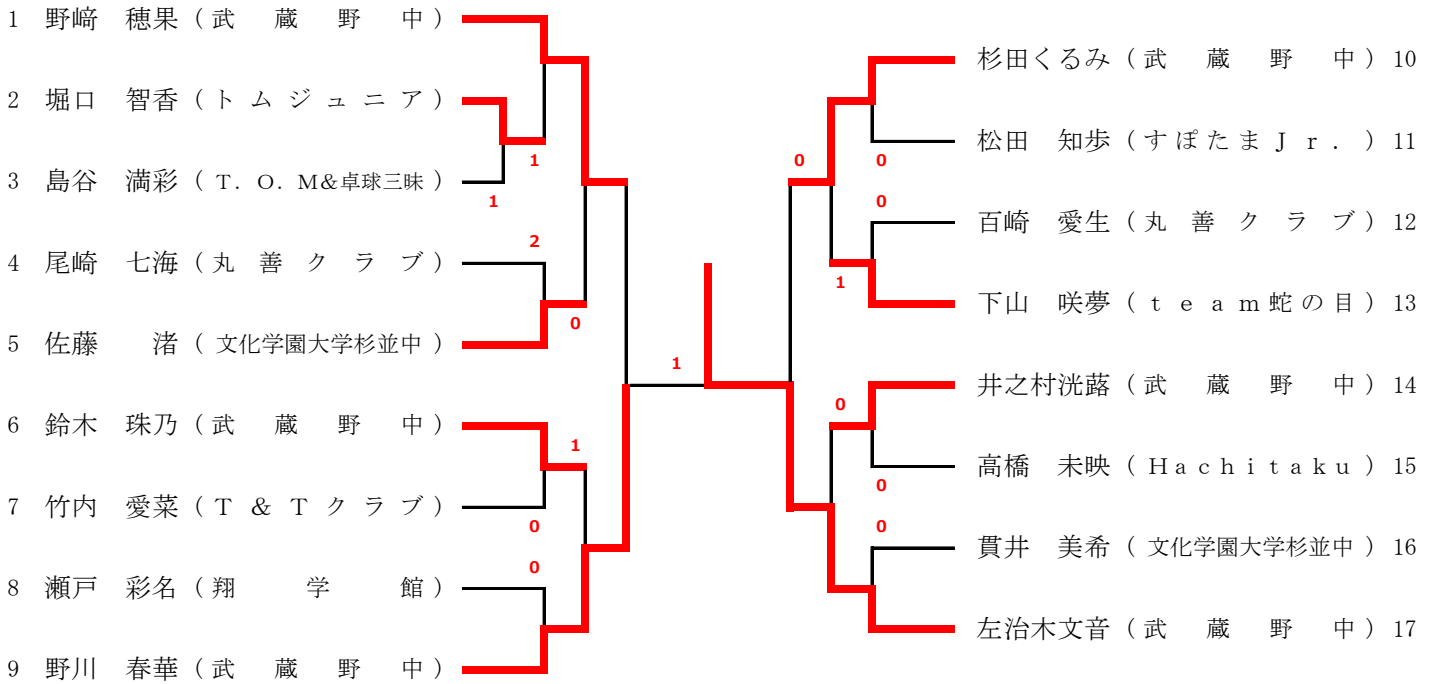 1 野﨑　穂果（武蔵野中）
2 堀口　智香（トムジュニア）
1
3 島谷　満彩（T．O．M&卓球三昧）
1
2
4 尾崎　七海（丸善クラブ）
0
5 佐藤　渚（文化学園大学杉並中）
6 鈴木　珠乃（武蔵野中）
1
7 竹内　愛菜（T＆Tクラブ）
0
0
8 瀬戸　彩名（翔学館）
9 野川　春華（武蔵野中）
1
杉田くるみ（武蔵野中）10
松田　知歩（すぽたまJr．）11
0
0
0
百崎　愛生（丸善クラブ）12
1
下山　咲夢（team蛇の目）13
井之村洸蕗（武蔵野中）14
0
高橋　未映（Hachitaku）15
0
0
貫井　美希（文化学園大学杉並中）16
左治木文音（武蔵野中）17